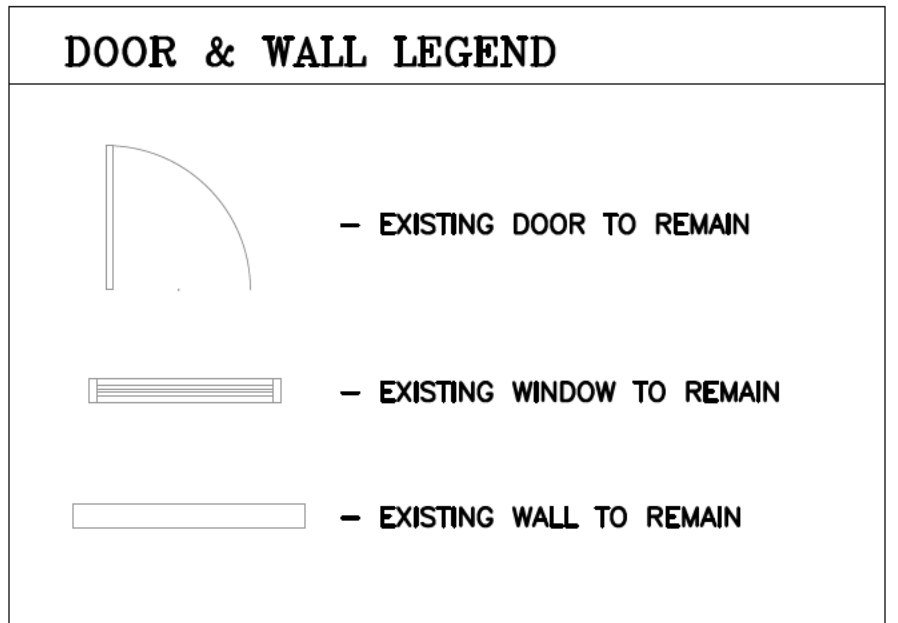 DOOR & WALL LEGEND
– EXISTING DOOR TO REMAIN
– EXISTING WINDOW TO REMAIN
– EXISTING WALL TO REMAIN